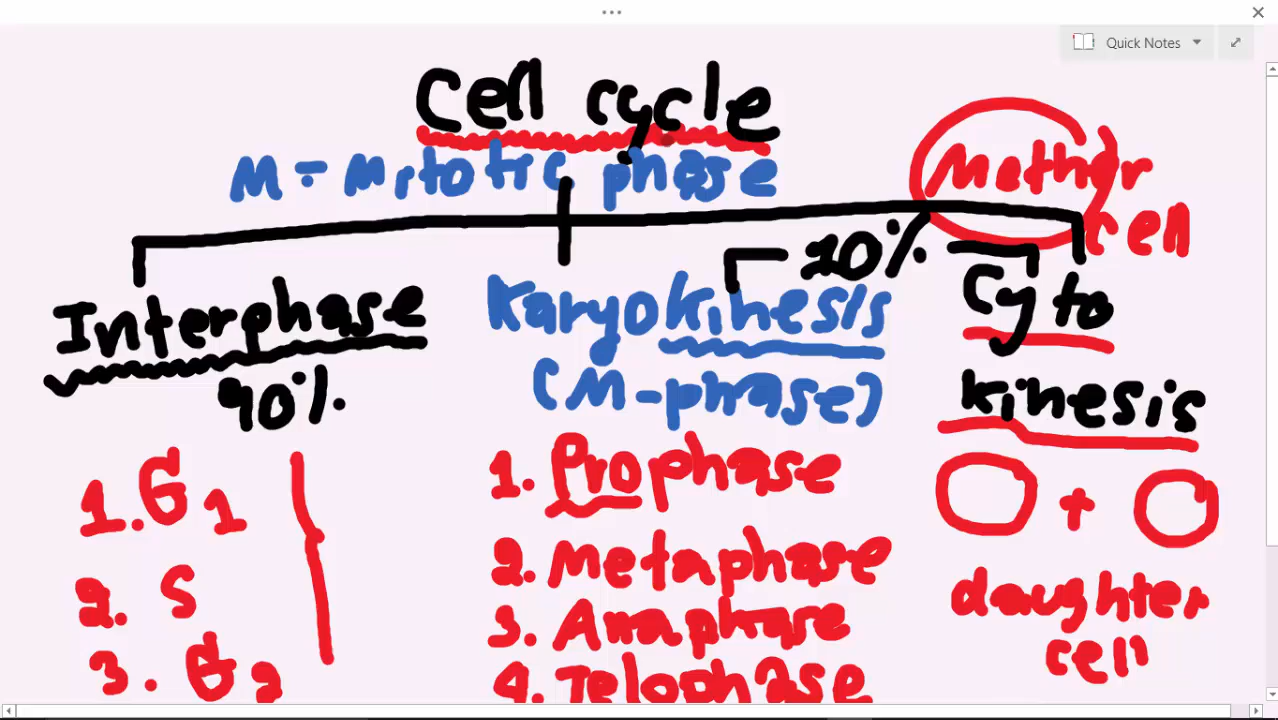 Quick Notes
Cell cycle
M = Mitotic phase
Mother
cell
10%
Interphase
90%
Karyokinesis
(M-phase)
Cyto
kinesis
1. G1
2. S
3. G2
1. Prophase
2. Metaphase
3. Anaphase
4. Telophase
+
daughter
cell